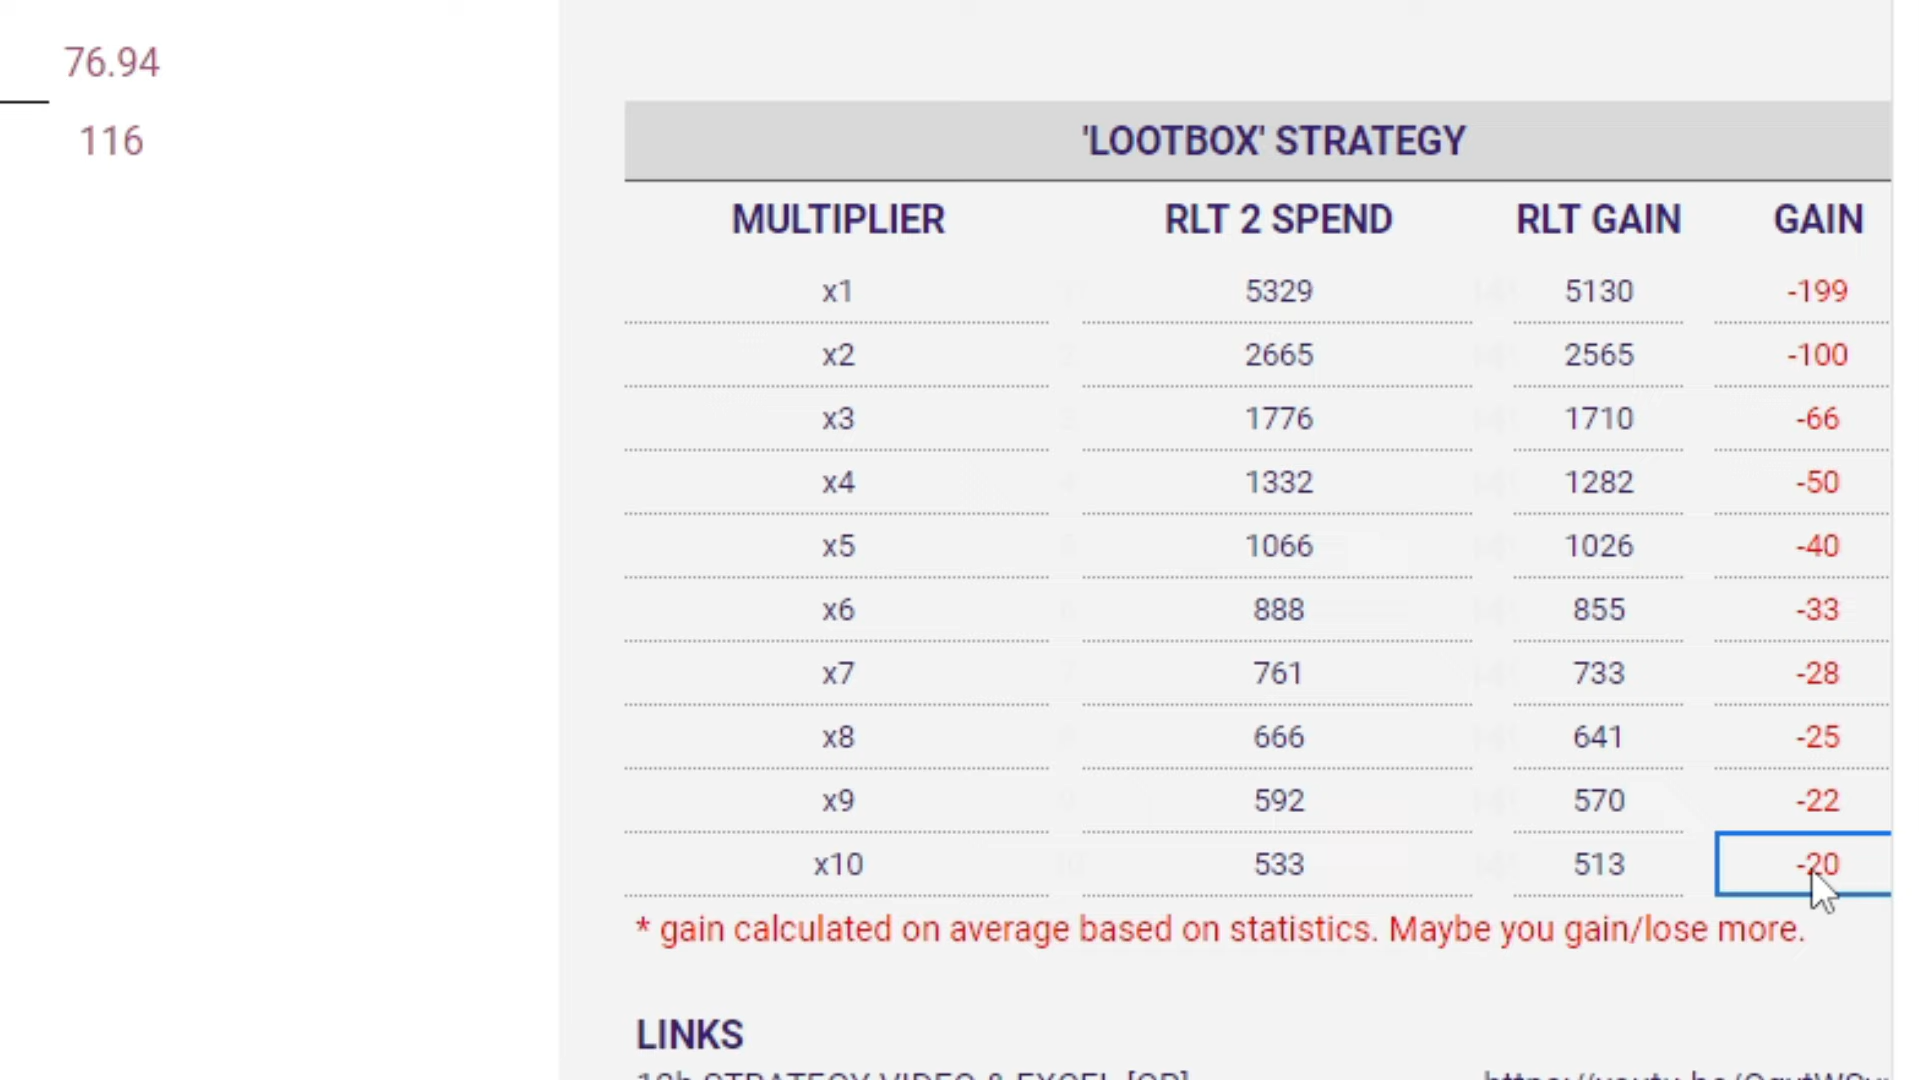 76.94
116
'LOOTBOX' STRATEGY
MULTIPLIER RLT 2 SPEND RLT GAIN GAIN
x1 5329 5130 -199
x2 2665 2565 -100
x3 1776 1710 -66
x4 1332 1282 -50
x5 1066 1026 -40
x6 888 855 -33
x7 761 733 -28
x8 666 641 -25
x9 592 570 -22
x10 533 513 -20
* gain calculated on average based on statistics. Maybe you gain/lose more.
LINKS
STRATEGY VIDEO & EXCEL